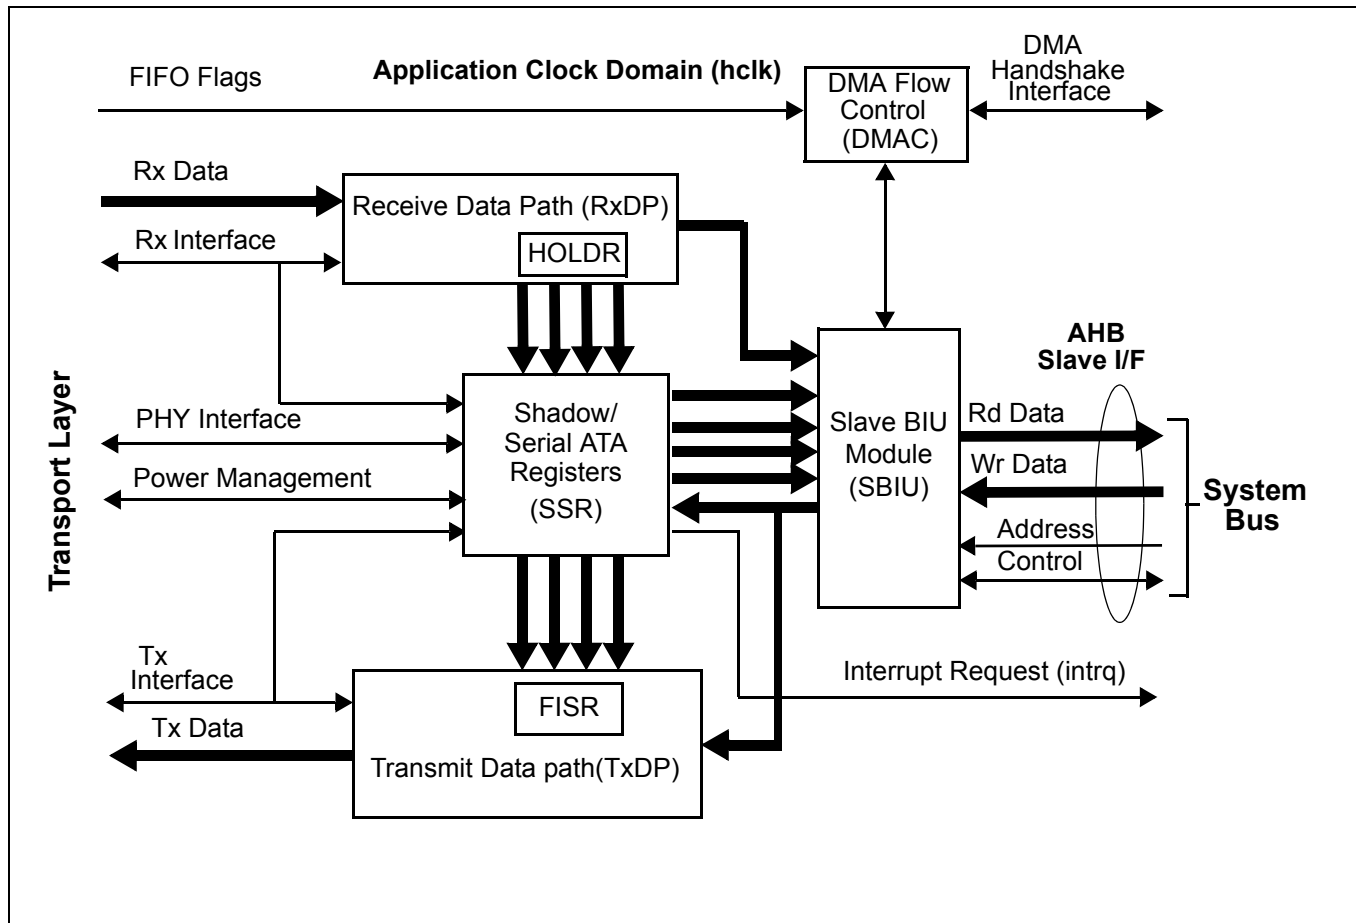 FIFO Flags
Application Clock Domain (hclk)
DMA
Handshake
Interface
DMA Flow
Control
(DMAC)
Rx Data
Receive Data Path (RxDP)
Rx Interface
HOLDR
AHB
Slave I/F
Transport Layer
PHY Interface
Power Management
Shadow/
Serial ATA
Registers
(SSR)
Slave BIU
Module
(SBIU)
Rd Data
Wr Data
Address
Control
System
Bus
Tx
Interface
Tx Data
FISR
Transmit Data path(TxDP)
Interrupt Request (intrq)